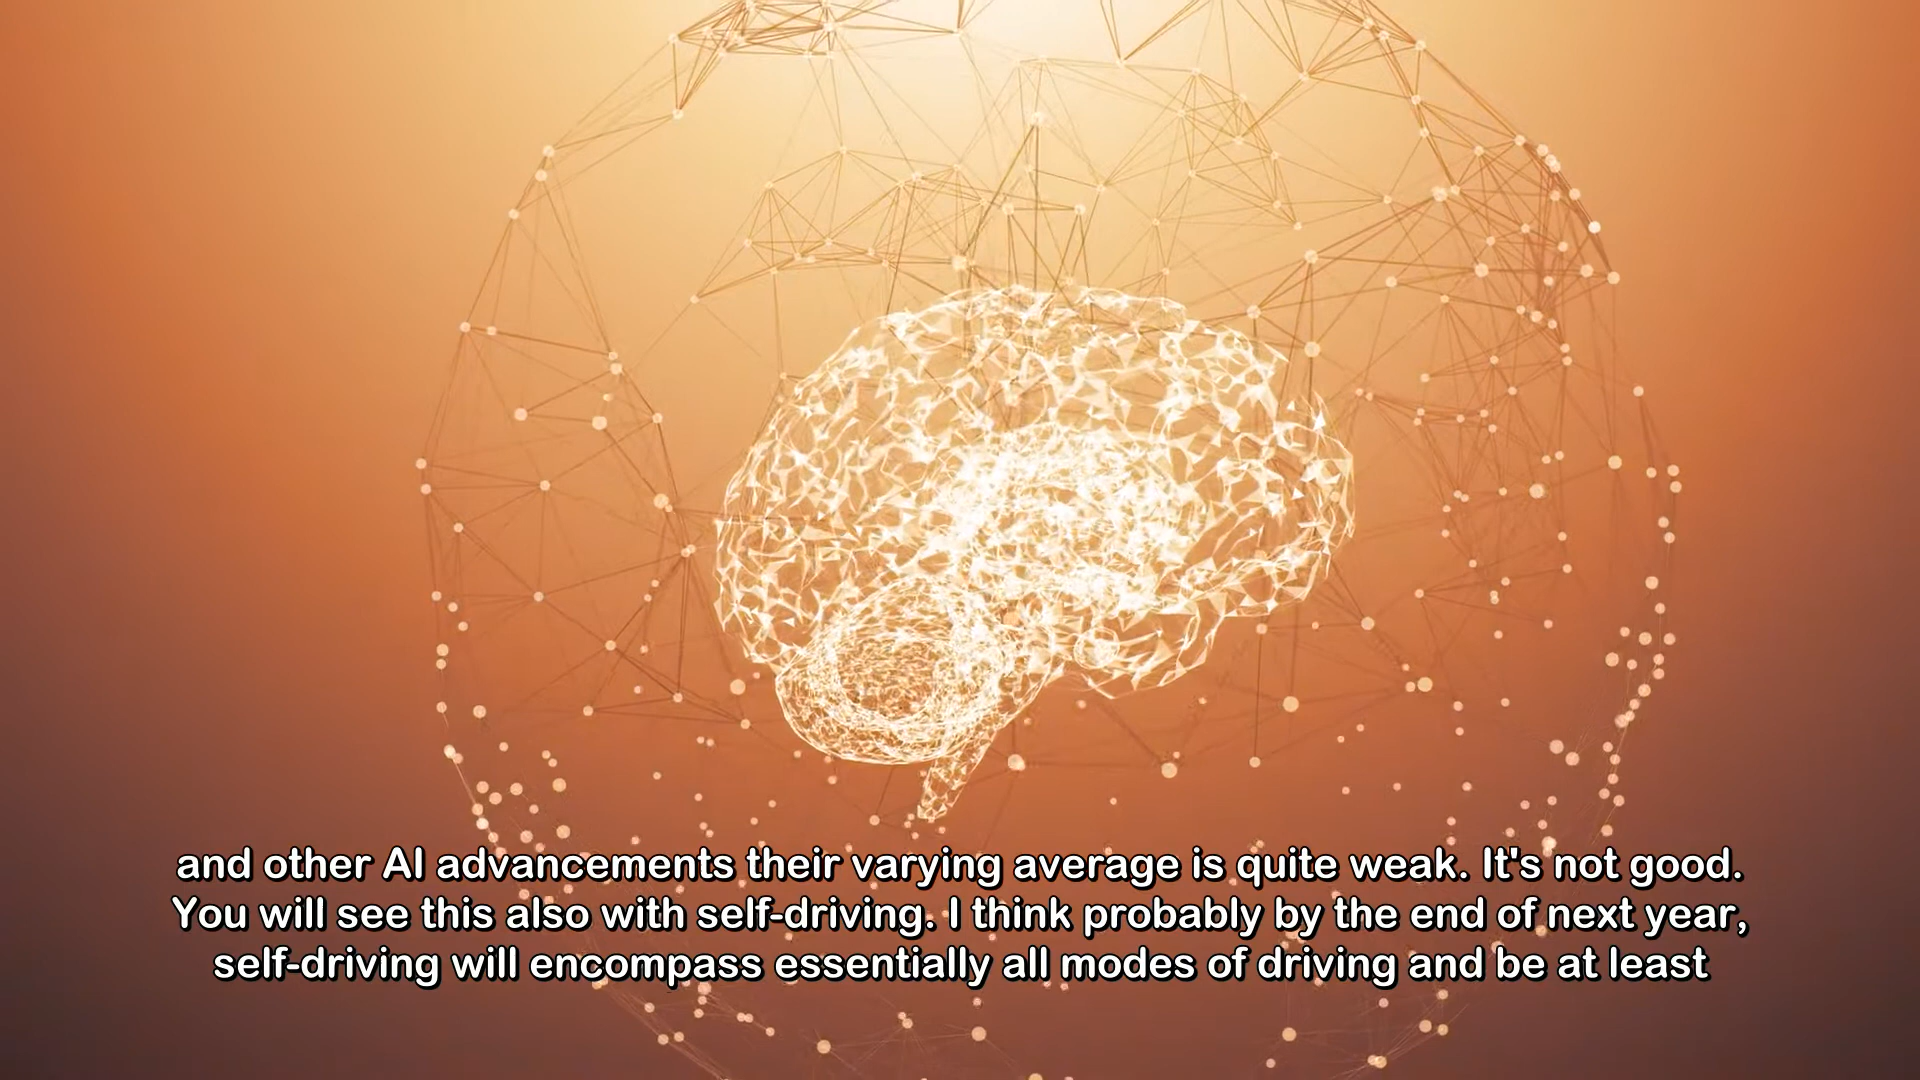 and other AI advancements their varying average is quite weak. It's not good.
You will see this also with self-driving. I think probably by the end of next year,
self-driving will encompass essentially all modes of driving and be at least